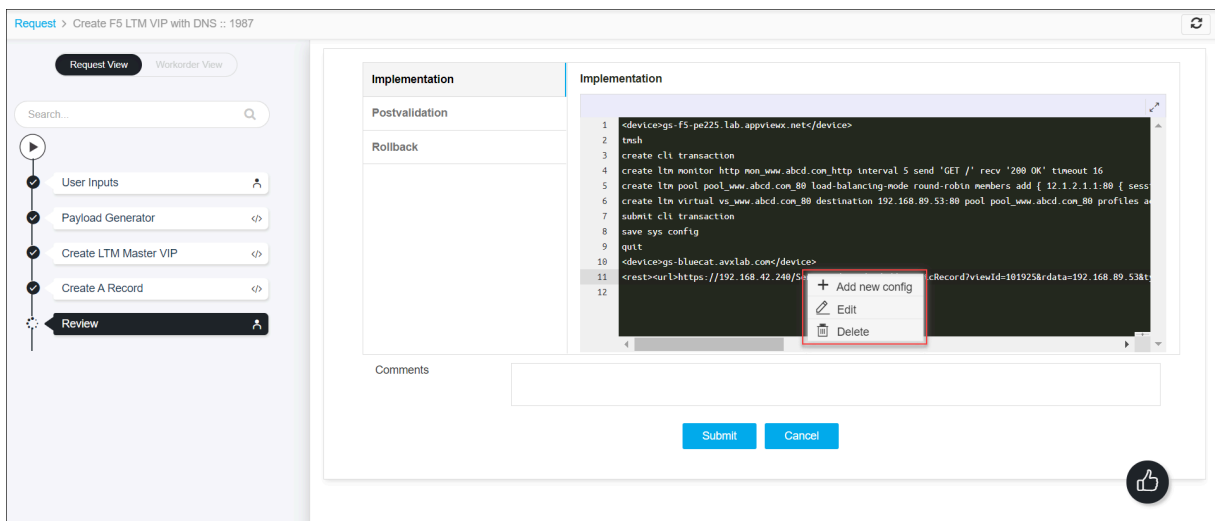 Request > Create F5 LTM VIP with DNS :: 1987
Request View
Workorder View
Search...
User Inputs
Payload Generator
</>
Create LTM Master VIP
</>
Create A Record
</>
Review
Implementation
Postvalidation
Rollback
Implementation
1 <device>gs-f5-pe225.lab.appviewx.net</device>
2 tmsh
3 create cli transaction
4 create ltm monitor http mon_www.abcd.com_http interval 5 send 'GET /' recv '200 OK' timeout 16
5 create ltm pool pool_www.abcd.com_80 load-balancing-mode round-robin members add { 12.1.2.1.1:80 { sess
6 create ltm virtual vs_www.abcd.com_80 destination 192.168.89.53:80 pool pool_www.abcd.com_80 profiles a
7 submit cli transaction
8 save sys config
9 quit
10 <device>gs-bluecat.avxlab.com</device>
11 <rest><url>https://192.168.42.240/Se cRecord?viewId=101925&rdata=192.168.89.53&t
12
+ Add new config
Edit
Delete
Comments
Submit
Cancel